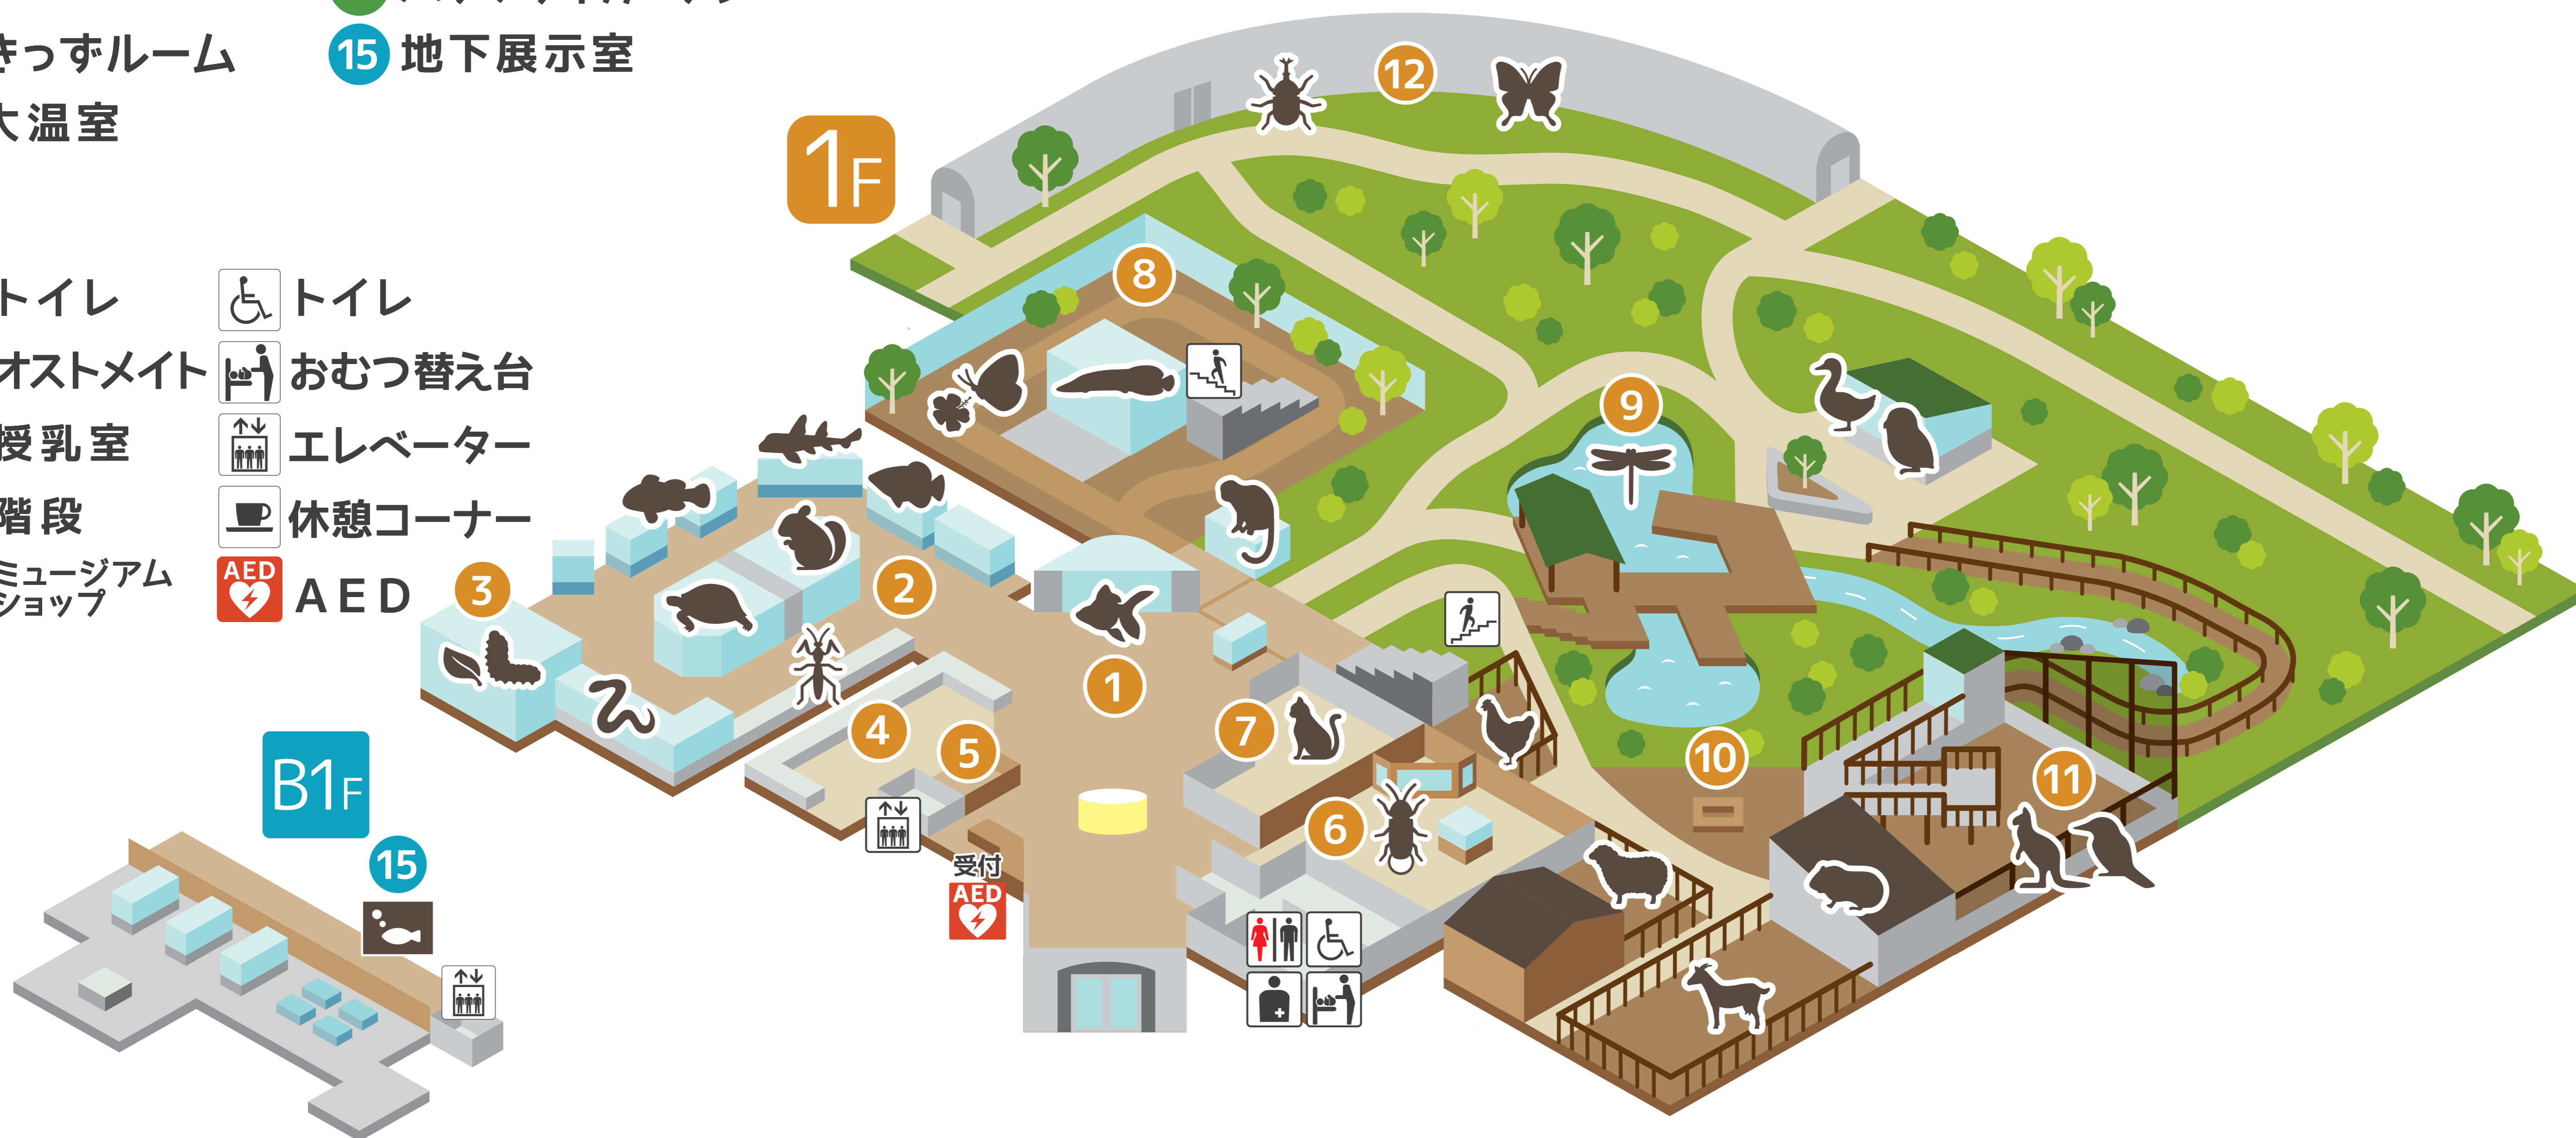 きっずルーム
15 地下展示室
大温室
トイレ
トイレ
オストメイト
おむつ替え台
授乳室
エレベーター
階段
休憩コーナー
ミュージアム
ショップ
AED
AED
1F
12
8
9
3
2
1
4
5
7
10
6
11
受付
AED
B1F
15